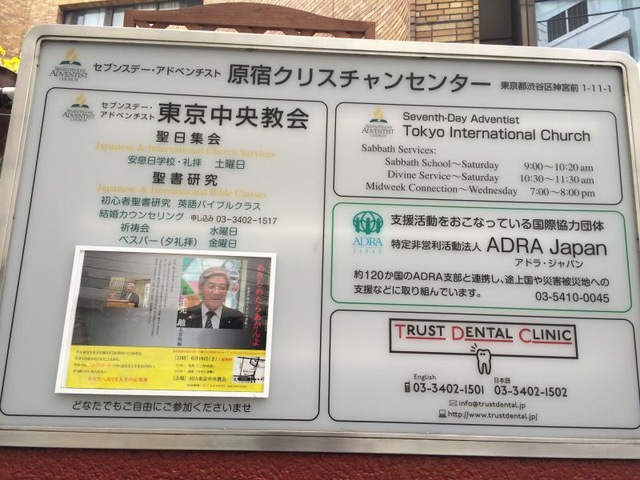 SEVENTH-DAY
ADVENTIST
CHURCH
セブンスデー・アドベンチスト 原宿クリスチャンセンター 東京都渋谷区神宮前 1-11-1
セブンスデー・
アドベンチスト 東京中央教会
聖日集会
Japanese & International Church Services
安息日学校・礼拝 土曜日
聖書研究
Japanese & International Bible Classes
初心者聖書研究 英語バイブルクラス
結婚カウンセリング 申し込み 03-3402-1517
祈祷会 水曜日
ベスパー(夕礼拝) 金曜日
あきらめたらあかんよ
どなたでもご自由にご参加くださいませ
Seventh-Day Adventist
Tokyo International Church
Sabbath Services:
Sabbath School～Saturday 9:00～10:20 am
Divine Service～Saturday 10:30～11:30 am
Midweek Connection～Wednesday 7:00～8:00 pm
ADRA
支援活動をおこなっている国際協力団体
特定非営利活動法人 ADRA Japan
アドラ・ジャパン
約120か国のADRA支部と連携し、途上国や災害被災地への
支援などに取り組んでいます。 03-5410-0045
TRUST DENTAL CLINIC
English 日本語
03-3402-1501 03-3402-1502
info@trustdental.jp
http://www.trustdental.jp/